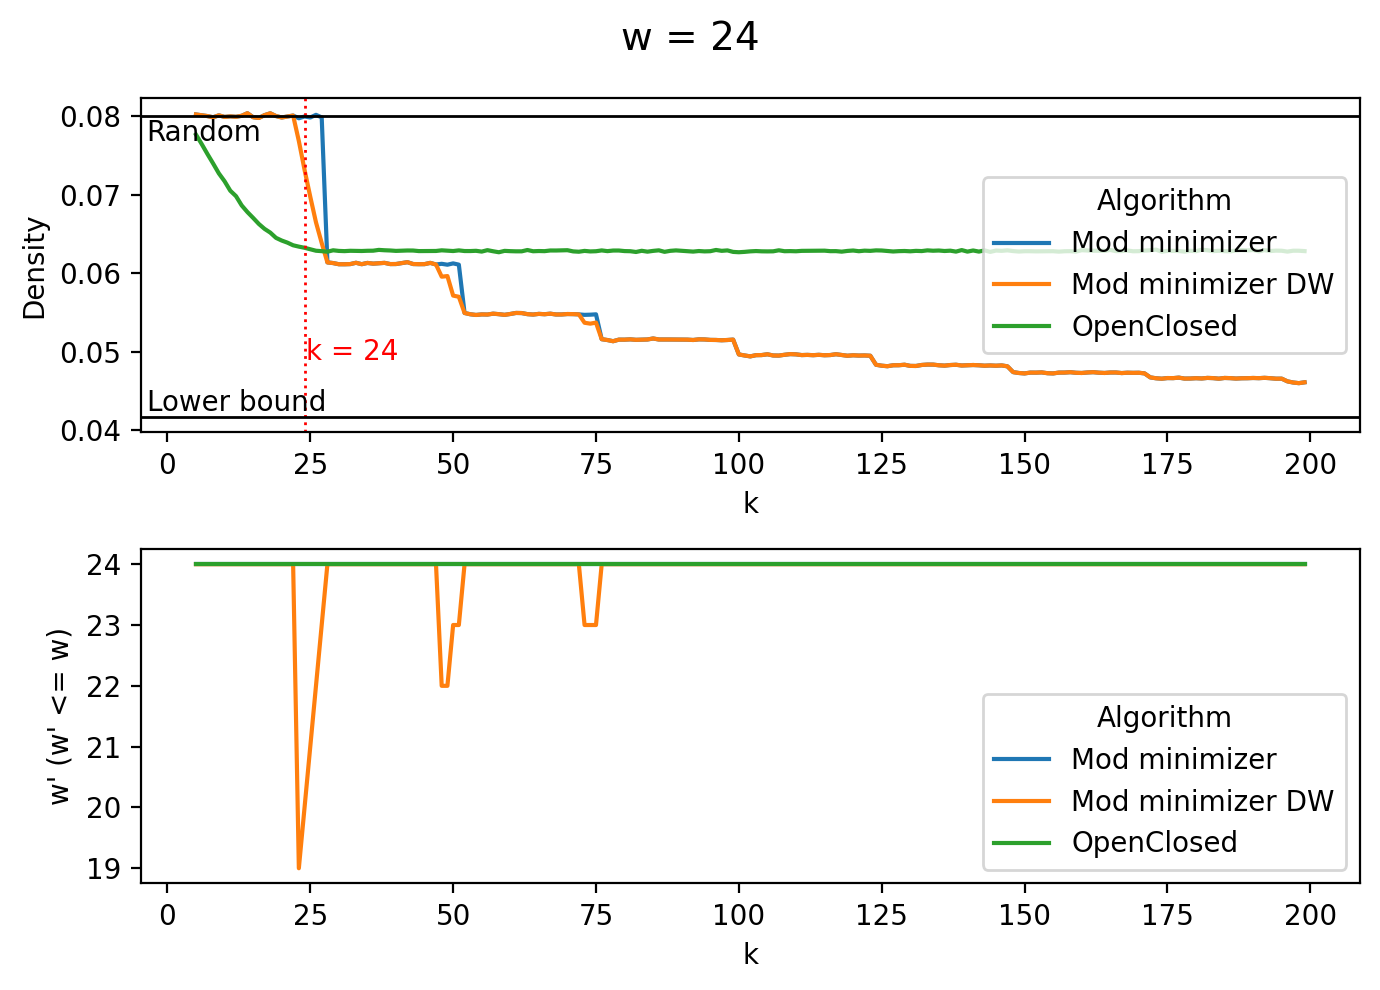 w = 24
0.08
0.07
0.06
0.05
0.04
Density
Random
k = 24
Lower bound
Algorithm
Mod minimizer
Mod minimizer DW
OpenClosed
0 25 50 75 100 125 150 175 200
k
24
23
22
21
20
19
w' (w' <= w)
Algorithm
Mod minimizer
Mod minimizer DW
OpenClosed
0 25 50 75 100 125 150 175 200
k